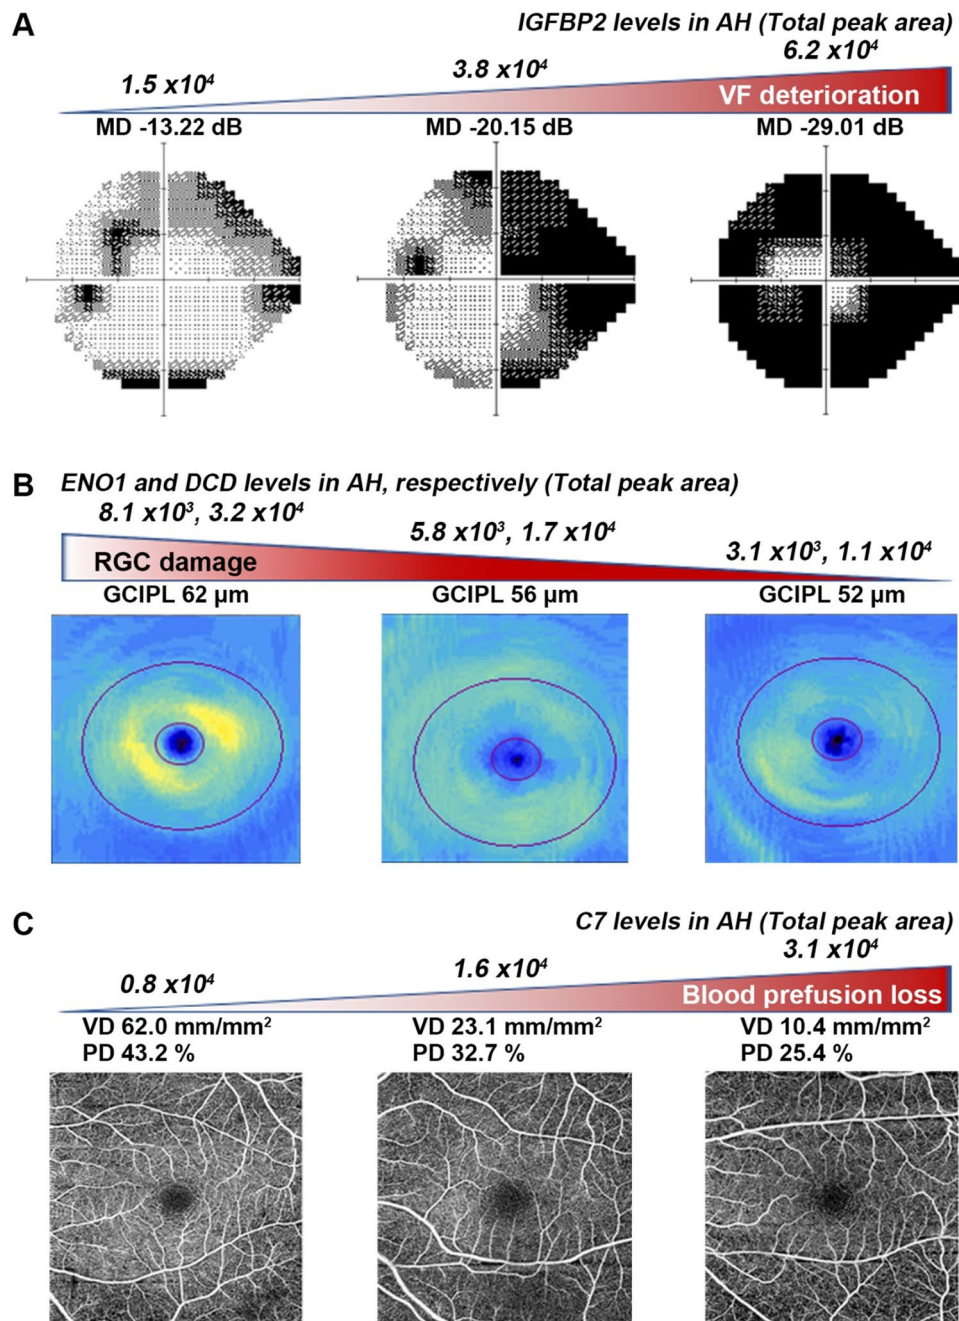 A
IGFBP2 levels in AH (Total peak area)
1.5 x10⁴ 3.8 x10⁴ 6.2 x10⁴
VF deterioration
MD -13.22 dB MD -20.15 dB MD -29.01 dB
B
ENO1 and DCD levels in AH, respectively (Total peak area)
8.1 x10³, 3.2 x10⁴ 5.8 x10³, 1.7 x10⁴ 3.1 x10³, 1.1 x10⁴
RGC damage
GCIPL 62 µm GCIPL 56 µm GCIPL 52 µm
C
C7 levels in AH (Total peak area)
0.8 x10⁴ 1.6 x10⁴ 3.1 x10⁴
Blood prefusion loss
VD 62.0 mm/mm² VD 23.1 mm/mm² VD 10.4 mm/mm²
PD 43.2 % PD 32.7 % PD 25.4 %